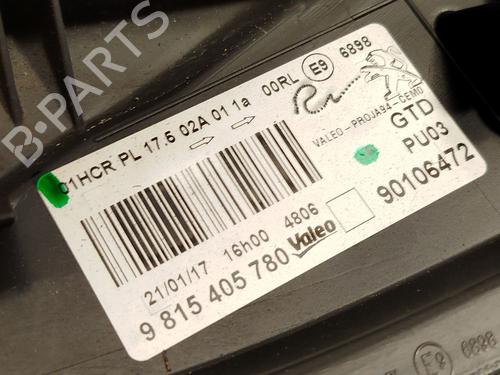 B-PARTS
01HCR PL 17.5 02A 01 1a 00RL E9 6898
VALEO-PROJA94-CEMO
GTD
PU03
90106472
21/01/17 16h00 4806
9 815 405 780 Valeo
E9 6898